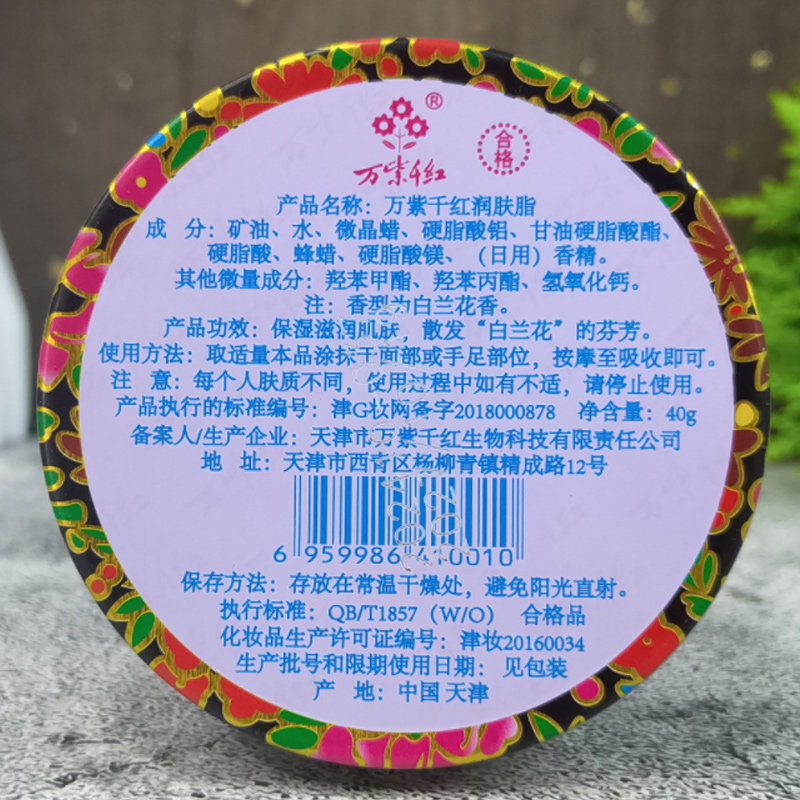 ®
万紫千红
合格
产品名称：万紫千红润肤脂
成 分：矿油、水、微晶蜡、硬脂酸铝、甘油硬脂酸酯、
硬脂酸、蜂蜡、硬脂酸镁、（日用）香精。
其他微量成分：羟苯甲酯、羟苯丙酯、氢氧化钙。
注：香型为白兰花香。
产品功效：保湿滋润肌肤，散发“白兰花”的芬芳。
使用方法：取适量本品涂抹于面部或手足部位，按摩至吸收即可。
注 意：每个人肤质不同，使用过程中如有不适，请停止使用。
产品执行的标准编号：津G妆网备字2018000878 净含量：40g
备案人/生产企业：天津市万紫千红生物科技有限责任公司
地 址：天津市西青区杨柳青镇精成路12号
6 959986 410010
保存方法：存放在常温干燥处，避免阳光直射。
执行标准：QB/T1857（W/O） 合格品
化妆品生产许可证编号：津妆20160034
生产批号和限期使用日期：见包装
产 地：中国 天津